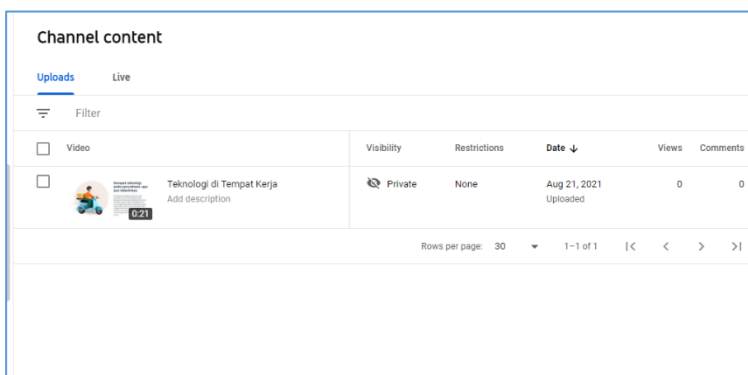 Channel content
Uploads Live
Filter
Video Visibility Restrictions Date Views Comments
Teknologi di Tempat Kerja Private None Aug 21, 2021 0 0
Add description Uploaded
0:21
Rows per page: 30 1–1 of 1